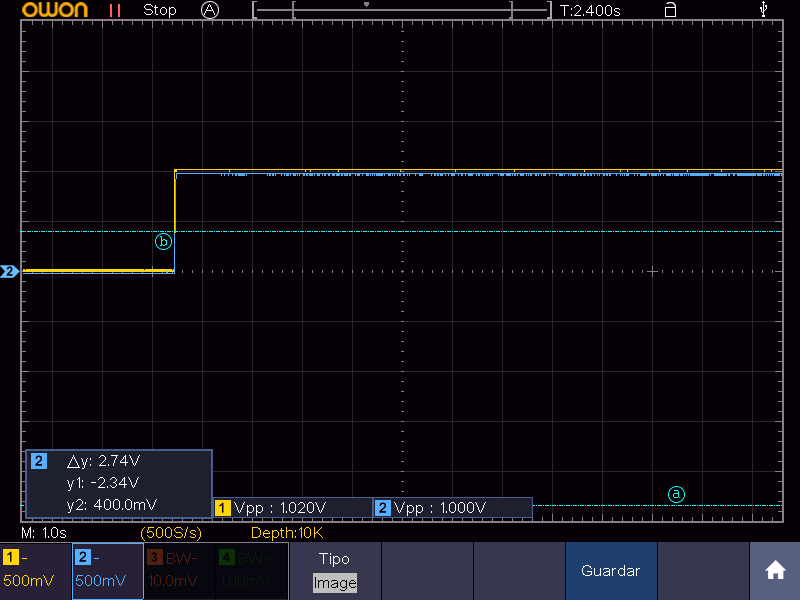 OWON Stop A T:2.400s
b
2
a
2 Δy: 2.74V
y1: -2.34V
y2: 400.0mV
1 Vpp : 1.020V 2 Vpp : 1.000V
M: 1.0s (500S/s) Depth:10K
1 - 2 - 3 BW- 4 BW- Tipo
500mV 500mV 10.0mV 1.00mV Image
Guardar